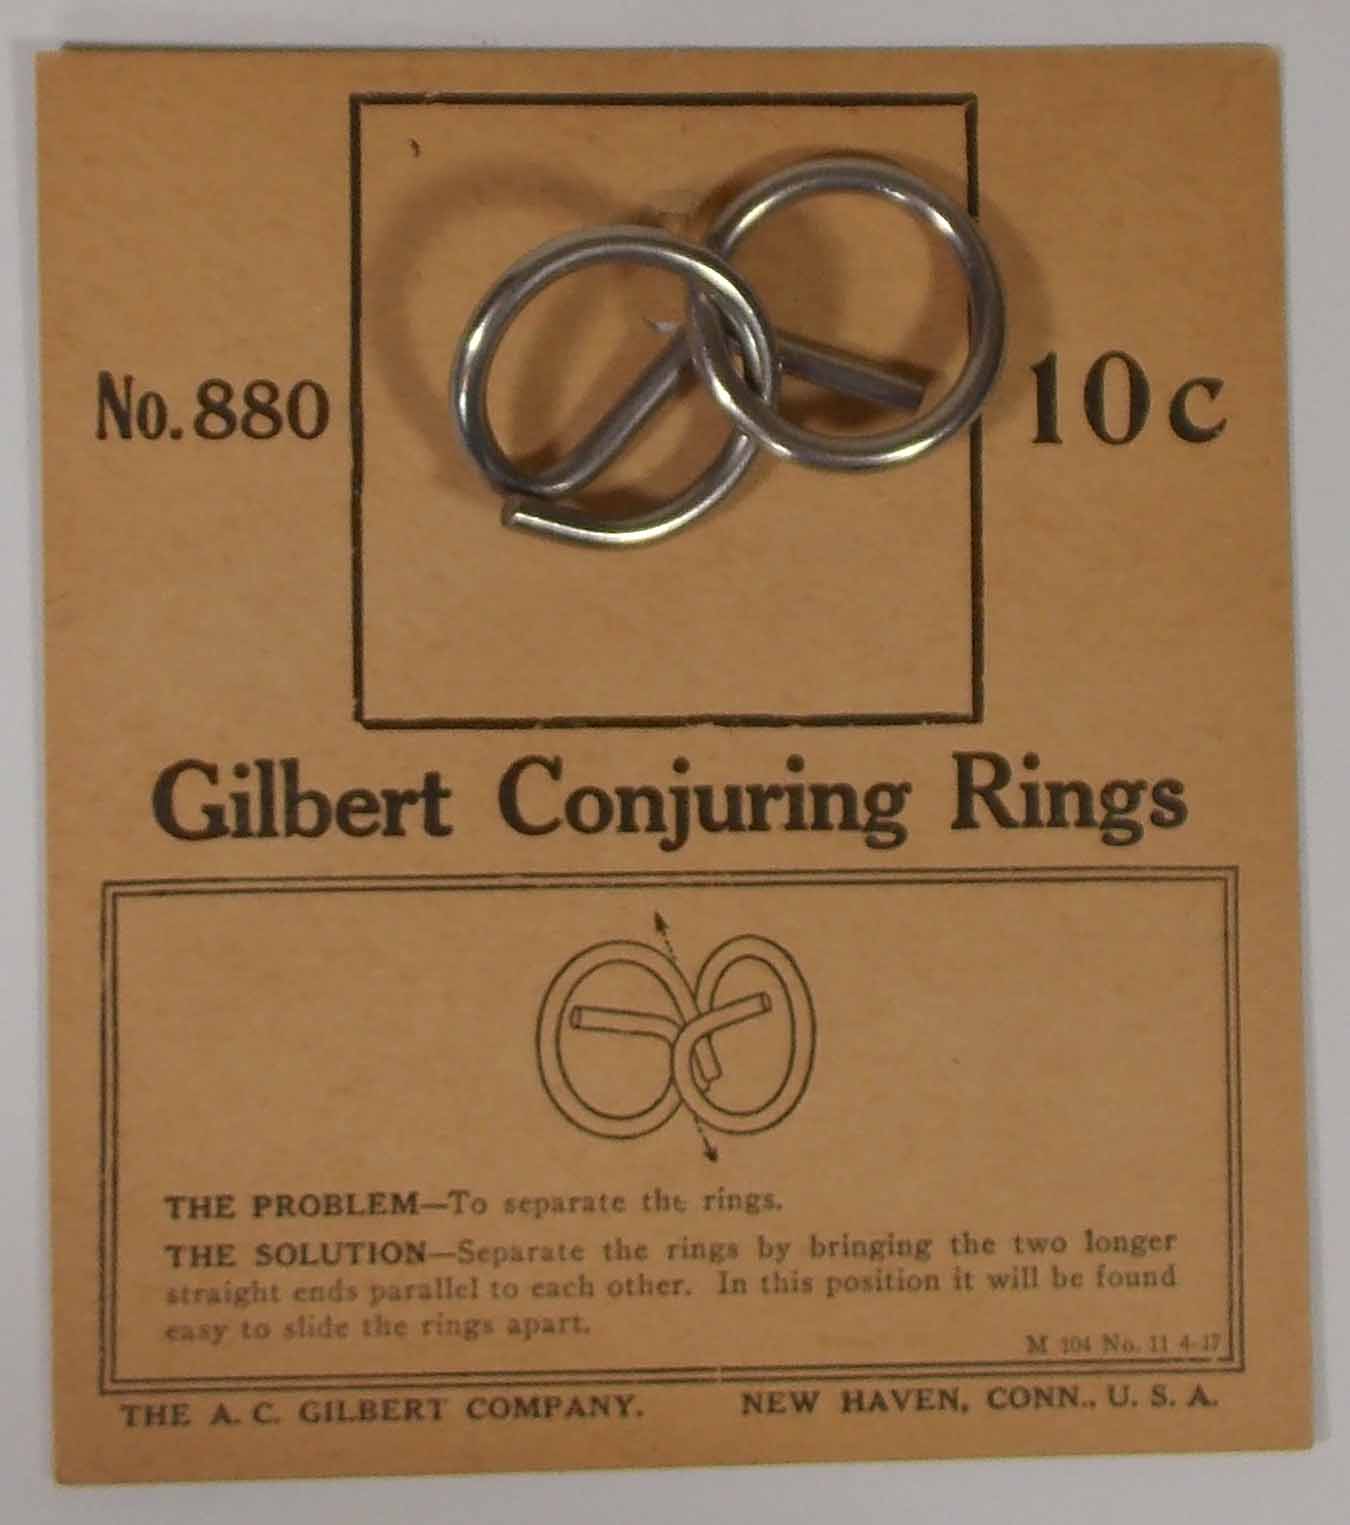 No. 880
10c
Gilbert Conjuring Rings
THE PROBLEM—To separate the rings.
THE SOLUTION—Separate the rings by bringing the two longer
straight ends parallel to each other. In this position it will be found
easy to slide the rings apart.
M 104 No. 11 4-17
THE A. C. GILBERT COMPANY. NEW HAVEN, CONN., U. S. A.